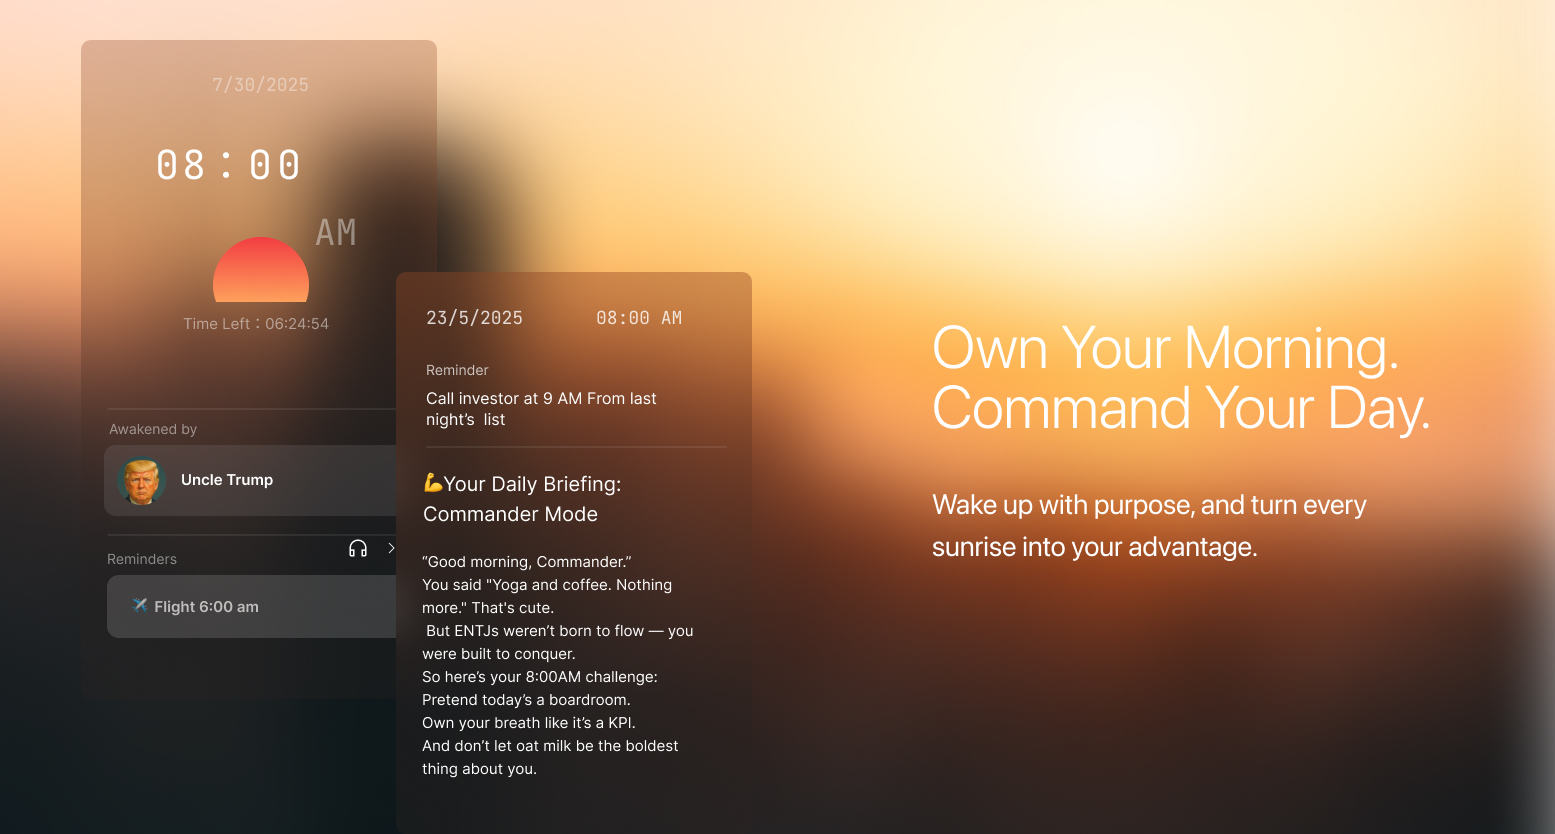 7/30/2025
08:00
AM
Time Left：06:24:54
Awakened by
Uncle Trump
Reminders
Flight 6:00 am
23/5/2025 08:00 AM
Reminder
Call investor at 9 AM From last
night’s list
💪Your Daily Briefing:
Commander Mode
“Good morning, Commander.”
You said "Yoga and coffee. Nothing
more." That's cute.
But ENTJs weren’t born to flow — you
were built to conquer.
So here’s your 8:00AM challenge:
Pretend today’s a boardroom.
Own your breath like it’s a KPI.
And don’t let oat milk be the boldest
thing about you.
Own Your Morning.
Command Your Day.
Wake up with purpose, and turn every
sunrise into your advantage.